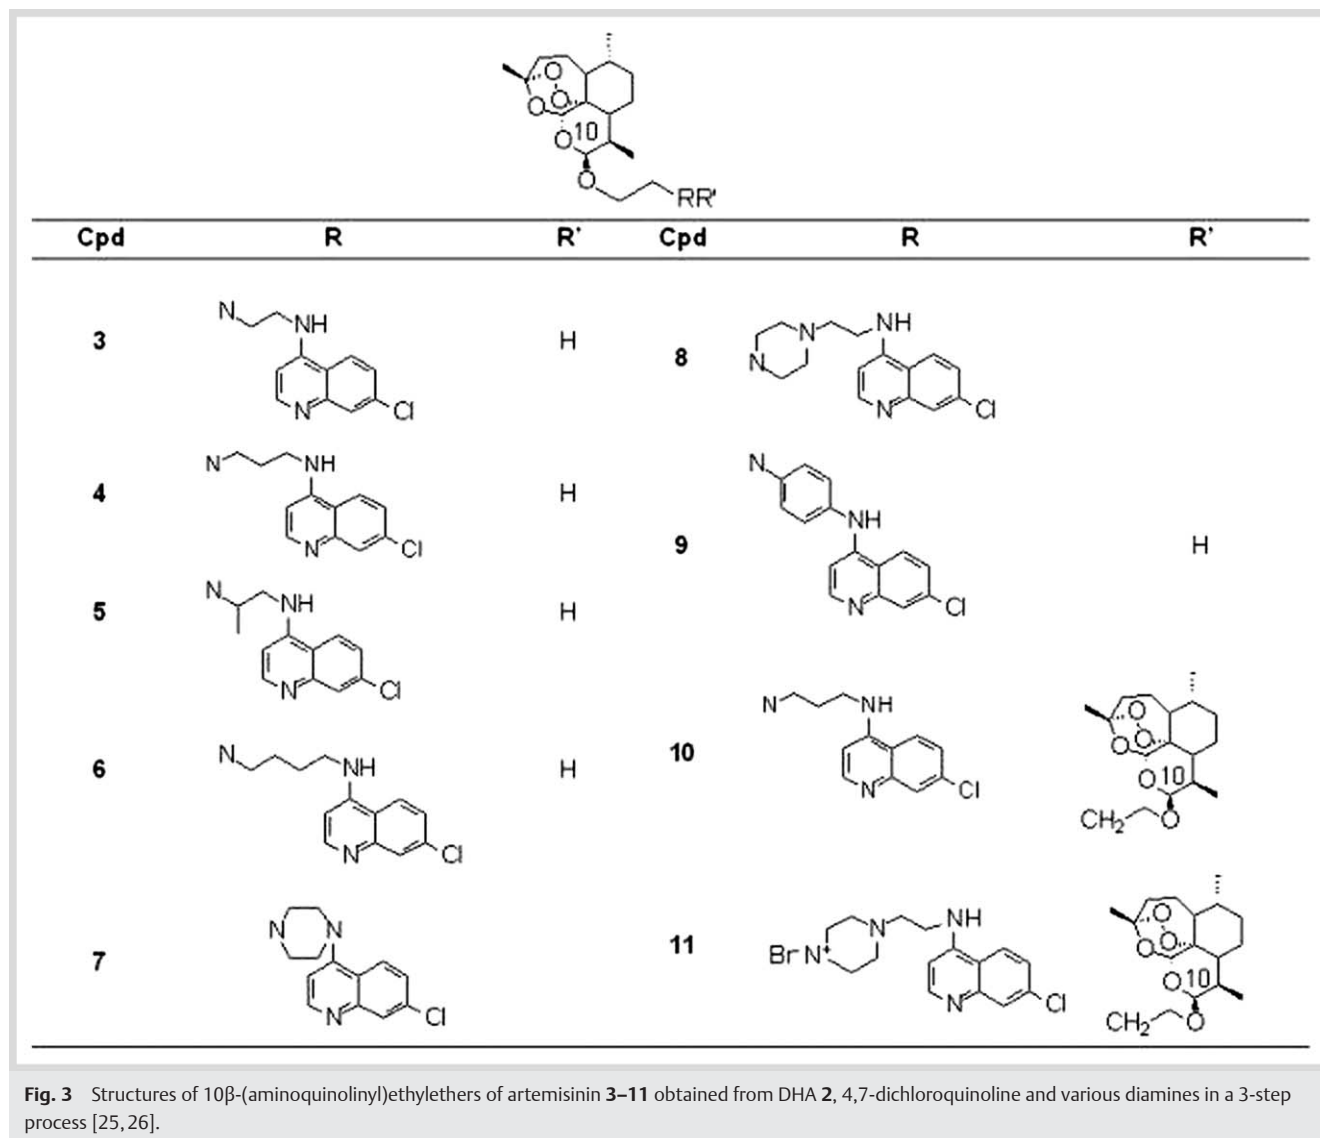 O
O
O
O
O
10
O
RR'
Cpd R R' Cpd R R'
3
N
NH
N
Cl
H
8
N
N
NH
N
Cl
4
N
NH
N
Cl
H
9
N
NH
N
Cl
H
5
N
NH
N
Cl
H
10
N
NH
N
Cl
O
O
O
O
10
CH2
O
6
N
NH
N
Cl
H
7
N
N
N
Cl
11
Br N+
N
NH
N
Cl
O
O
O
O
10
CH2
O
Fig. 3 Structures of 10β-(aminoquinolinyl)ethylethers of artemisinin 3–11 obtained from DHA 2, 4,7-dichloroquinoline and various diamines in a 3-step
process [25, 26].